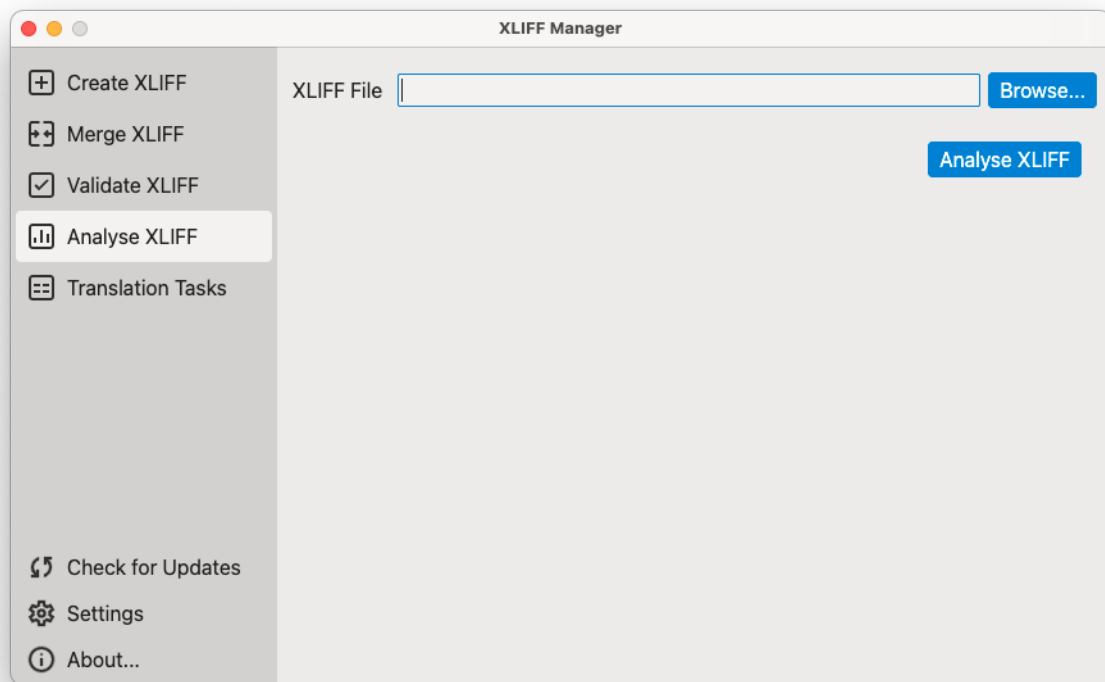 XLIFF Manager
Create XLIFF
Merge XLIFF
Validate XLIFF
Analyse XLIFF
Translation Tasks
Check for Updates
Settings
About...
XLIFF File
Browse...
Analyse XLIFF